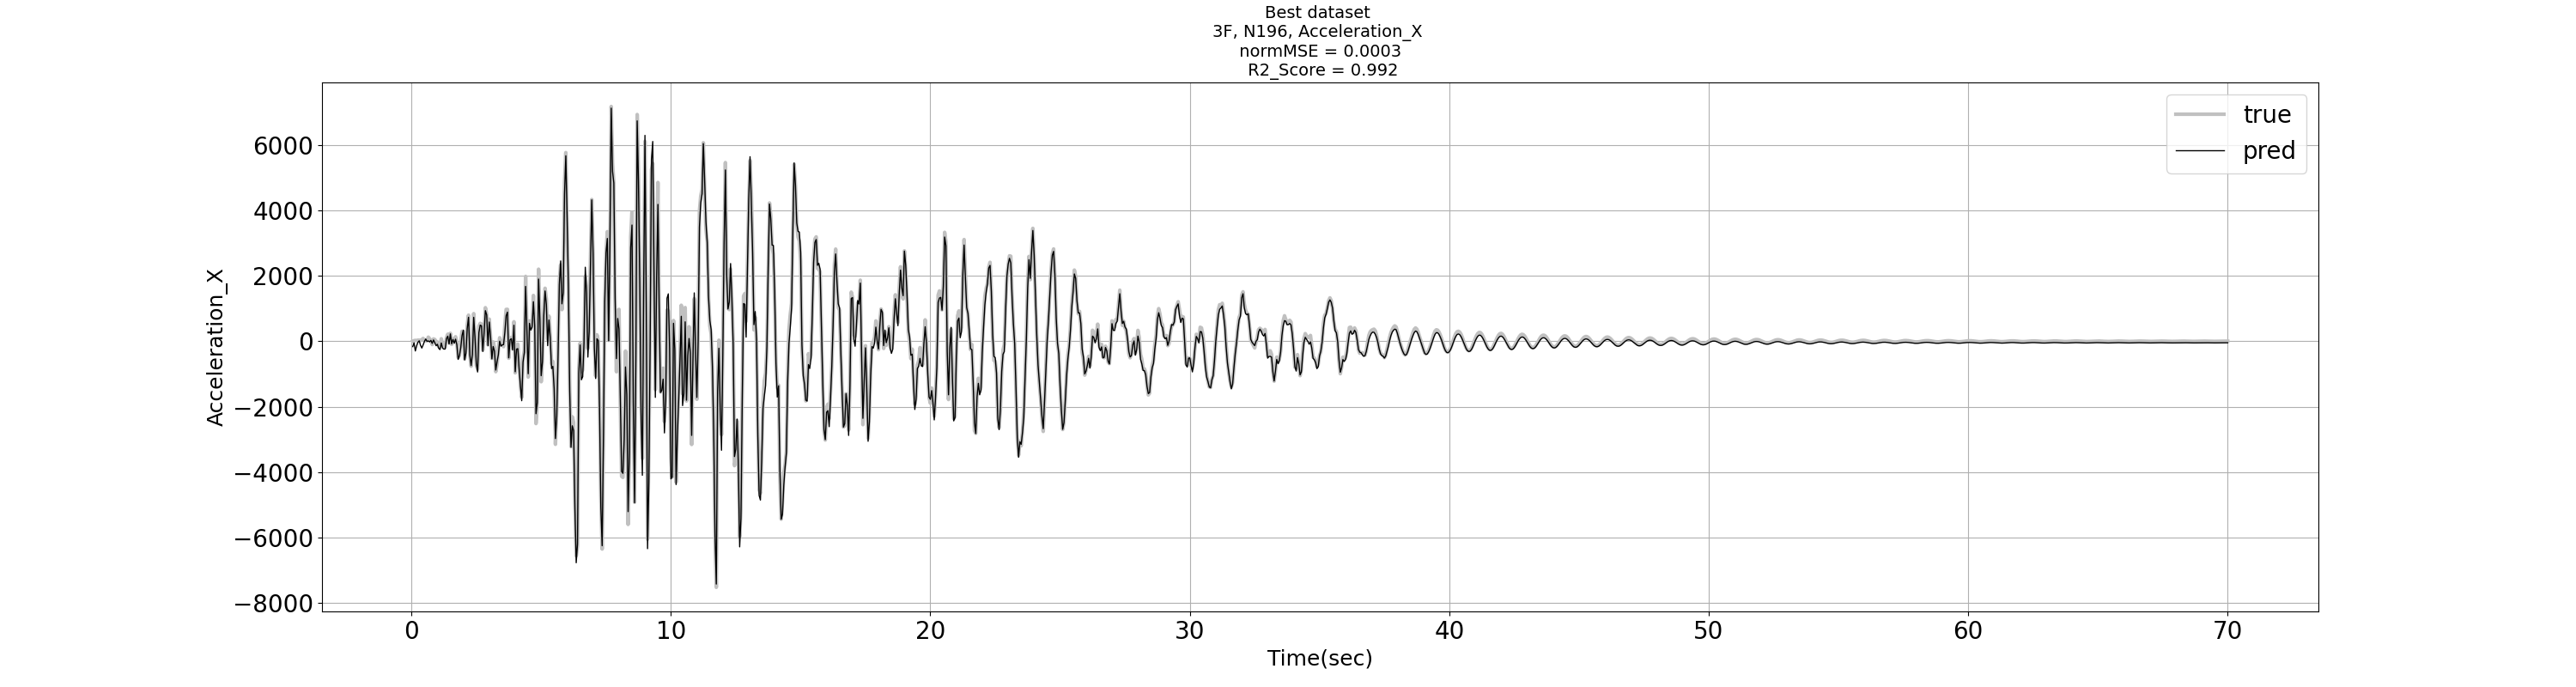 Best dataset
3F, N196, Acceleration_X
normMSE = 0.0003
R2_Score = 0.992
true
pred
6000
4000
2000
0
−2000
−4000
−6000
−8000
Acceleration_X
0 10 20 30 40 50 60 70
Time(sec)